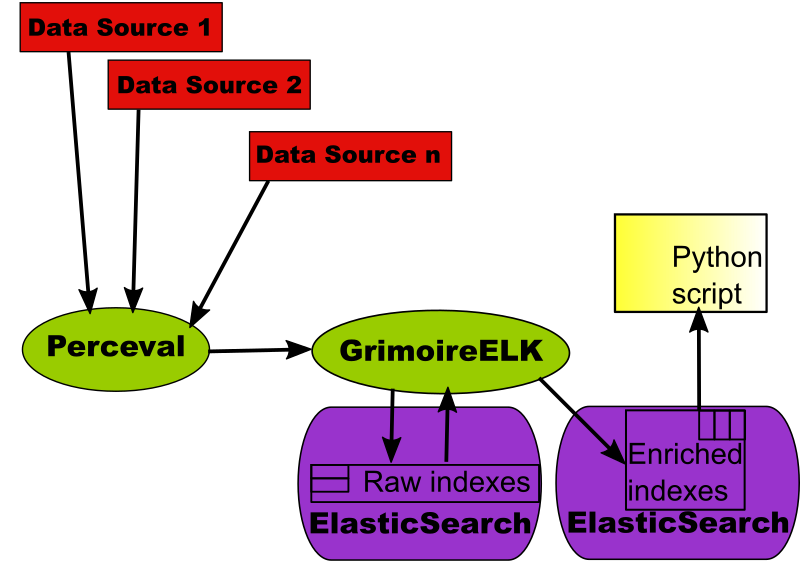 Data Source 1
Data Source 2
Data Source n
Python
script
Perceval
GrimoireELK
Raw indexes
ElasticSearch
Enriched
indexes
ElasticSearch